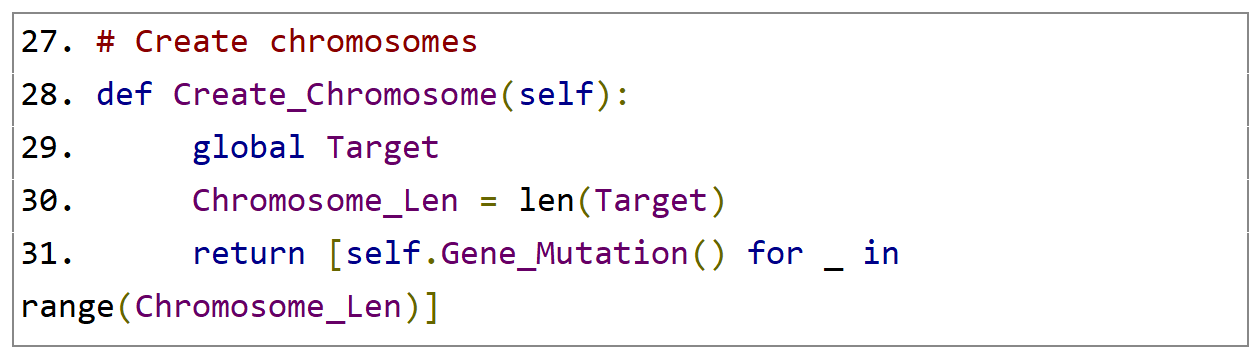 27. # Create chromosomes
28. def Create_Chromosome(self):
29.      global Target
30.      Chromosome_Len = len(Target)
31.      return [self.Gene_Mutation() for _ in
range(Chromosome_Len)]